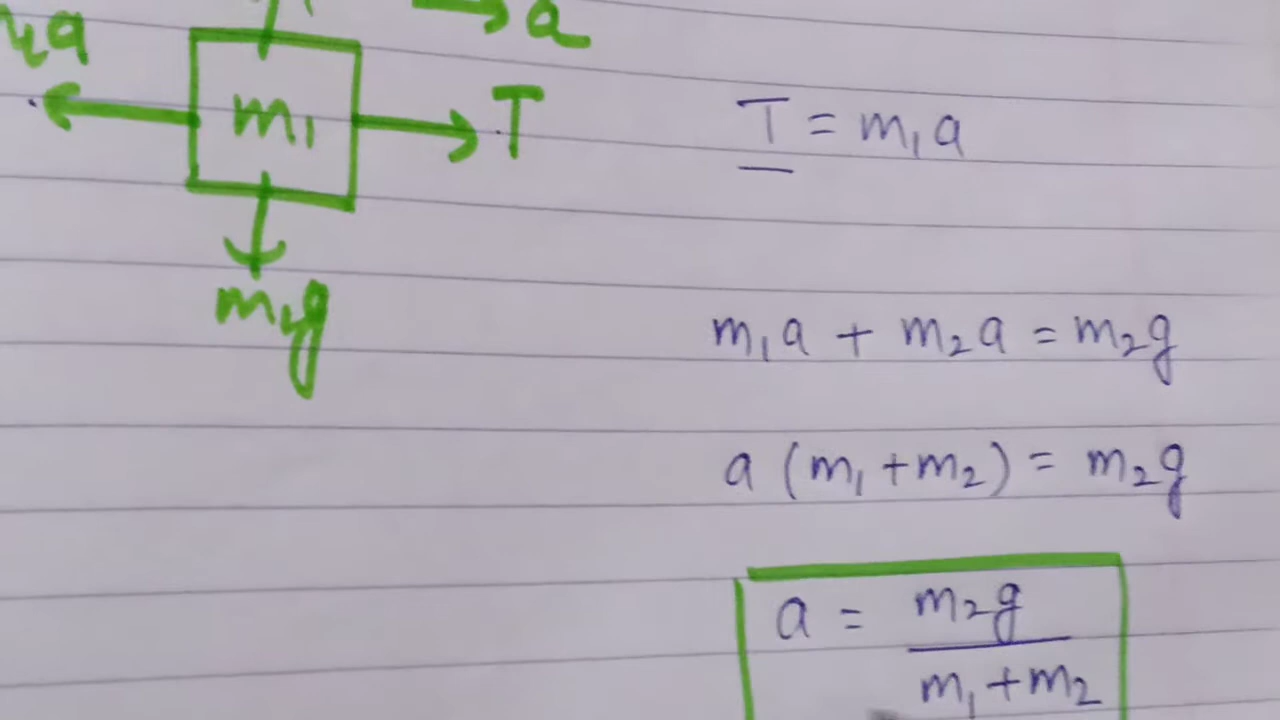 a
m₁
T
m₁g
T = m₁a
m₁a + m₂a = m₂g
a (m₁ + m₂) = m₂g
a = m₂g / m₁ + m₂